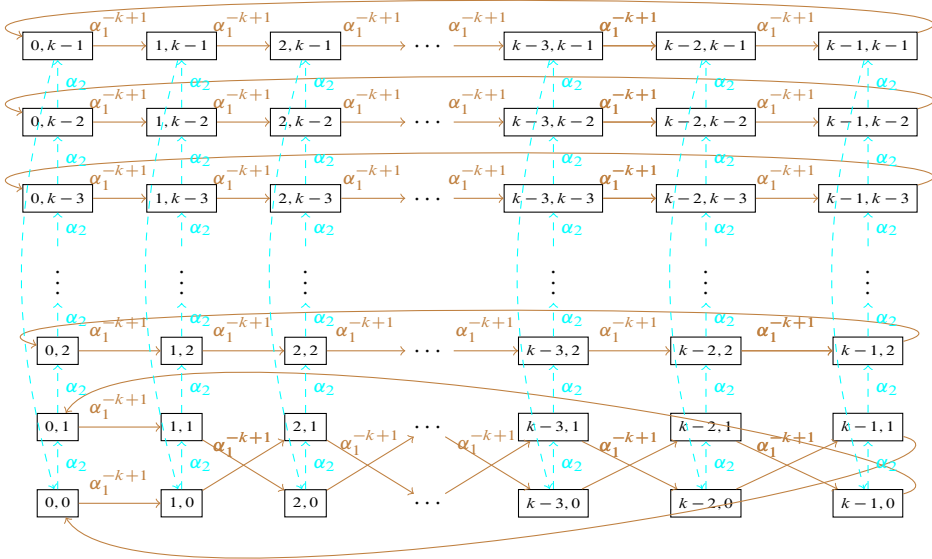 α₁⁻ᵏ⁺¹ α₁⁻ᵏ⁺¹ α₁⁻ᵏ⁺¹ α₁⁻ᵏ⁺¹ α₁⁻ᵏ⁺¹ α₁⁻ᵏ⁺¹
0, k−1 1, k−1 2, k−1 ⋯ k−3, k−1 k−2, k−1 k−1, k−1
α₂ α₂ α₂ α₂ α₂ α₂
α₁⁻ᵏ⁺¹ α₁⁻ᵏ⁺¹ α₁⁻ᵏ⁺¹ α₁⁻ᵏ⁺¹ α₁⁻ᵏ⁺¹ α₁⁻ᵏ⁺¹
0, k−2 1, k−2 2, k−2 ⋯ k−3, k−2 k−2, k−2 k−1, k−2
α₂ α₂ α₂ α₂ α₂ α₂
α₁⁻ᵏ⁺¹ α₁⁻ᵏ⁺¹ α₁⁻ᵏ⁺¹ α₁⁻ᵏ⁺¹ α₁⁻ᵏ⁺¹ α₁⁻ᵏ⁺¹
0, k−3 1, k−3 2, k−3 ⋯ k−3, k−3 k−2, k−3 k−1, k−3
α₂ α₂ α₂ α₂ α₂ α₂
⋮ ⋮ ⋮ ⋮ ⋮ ⋮
α₂ α₂ α₂ α₂ α₂ α₂
α₁⁻ᵏ⁺¹ α₁⁻ᵏ⁺¹ α₁⁻ᵏ⁺¹ α₁⁻ᵏ⁺¹ α₁⁻ᵏ⁺¹ α₁⁻ᵏ⁺¹
0, 2 1, 2 2, 2 ⋯ k−3, 2 k−2, 2 k−1, 2
α₂ α₂ α₂ α₂ α₂ α₂
α₁⁻ᵏ⁺¹
0, 1 1, 1 2, 1 ⋯ k−3, 1 k−2, 1 k−1, 1
α₁⁻ᵏ⁺¹ α₁⁻ᵏ⁺¹ α₁⁻ᵏ⁺¹ α₁⁻ᵏ⁺¹ α₁⁻ᵏ⁺¹
α₂ α₂ α₂ α₂ α₂ α₂
α₁⁻ᵏ⁺¹
0, 0 1, 0 2, 0 ⋯ k−3, 0 k−2, 0 k−1, 0